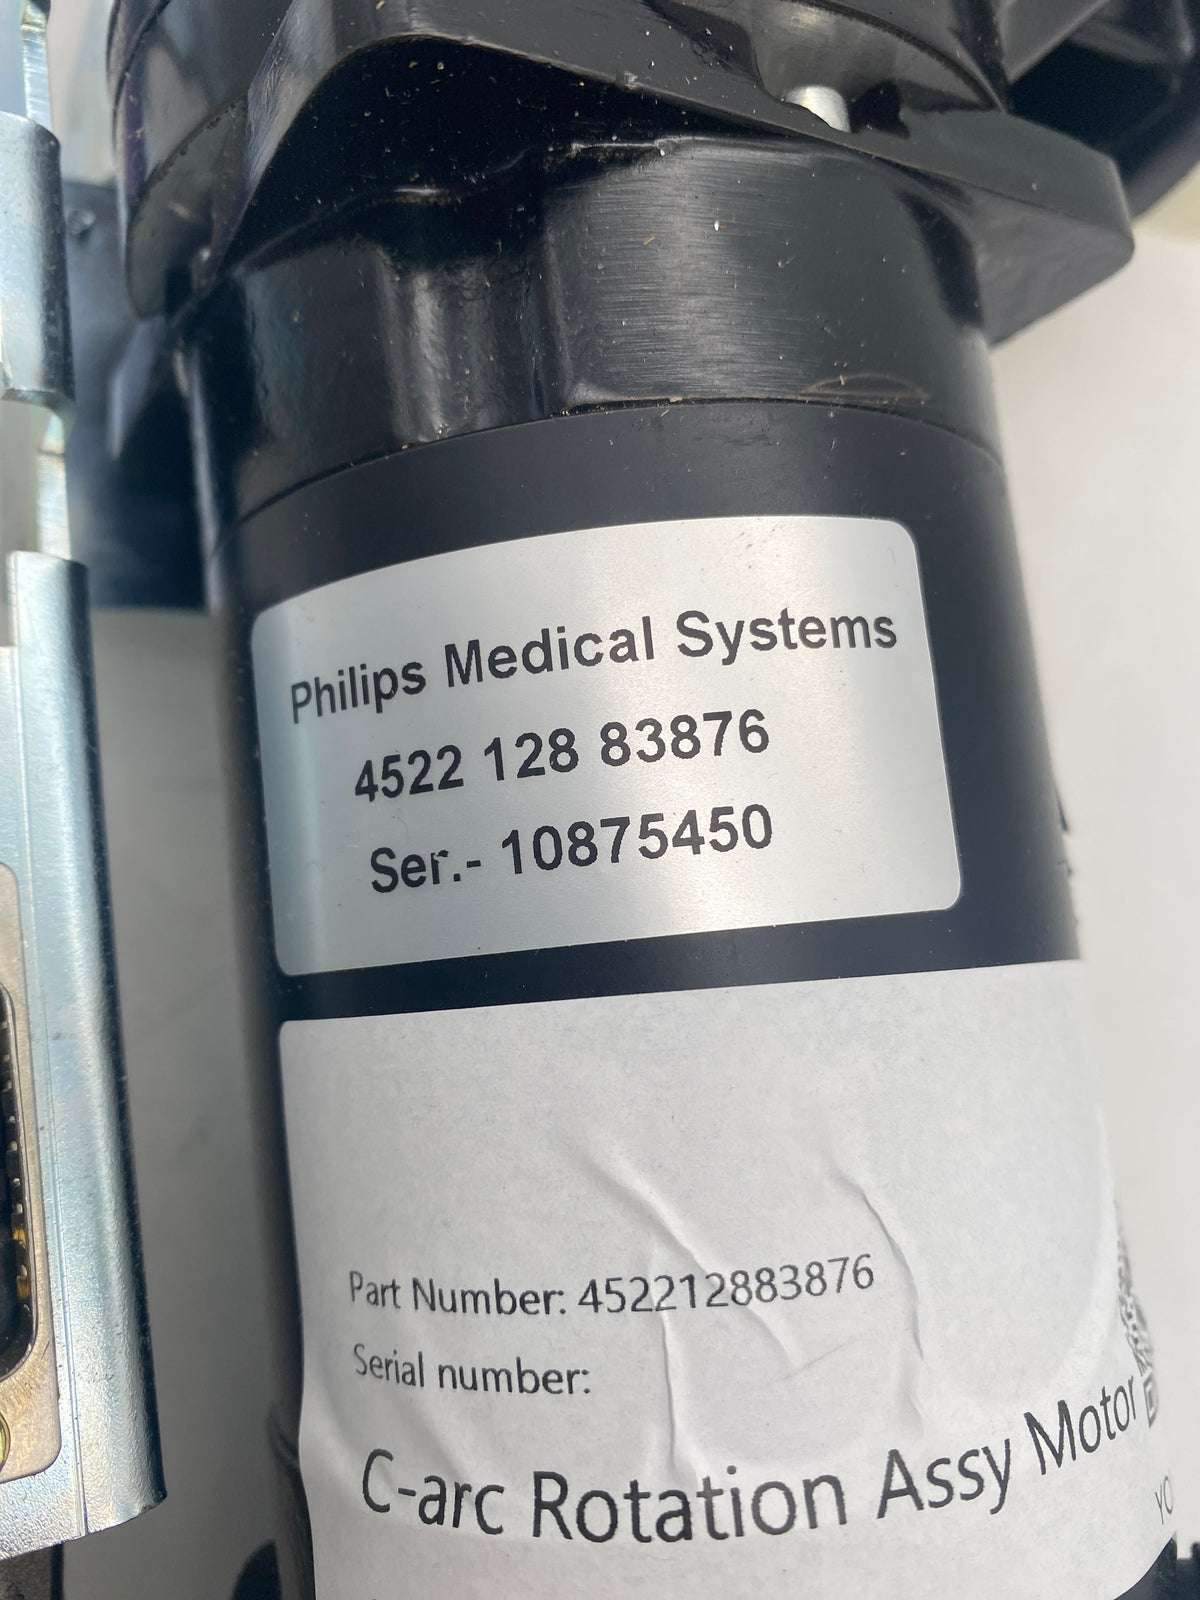 Philips Medical Systems
4522 128 83876
Ser.- 10875450
Part Number: 452212883876
Serial number:
C-arc Rotation Assy Motor